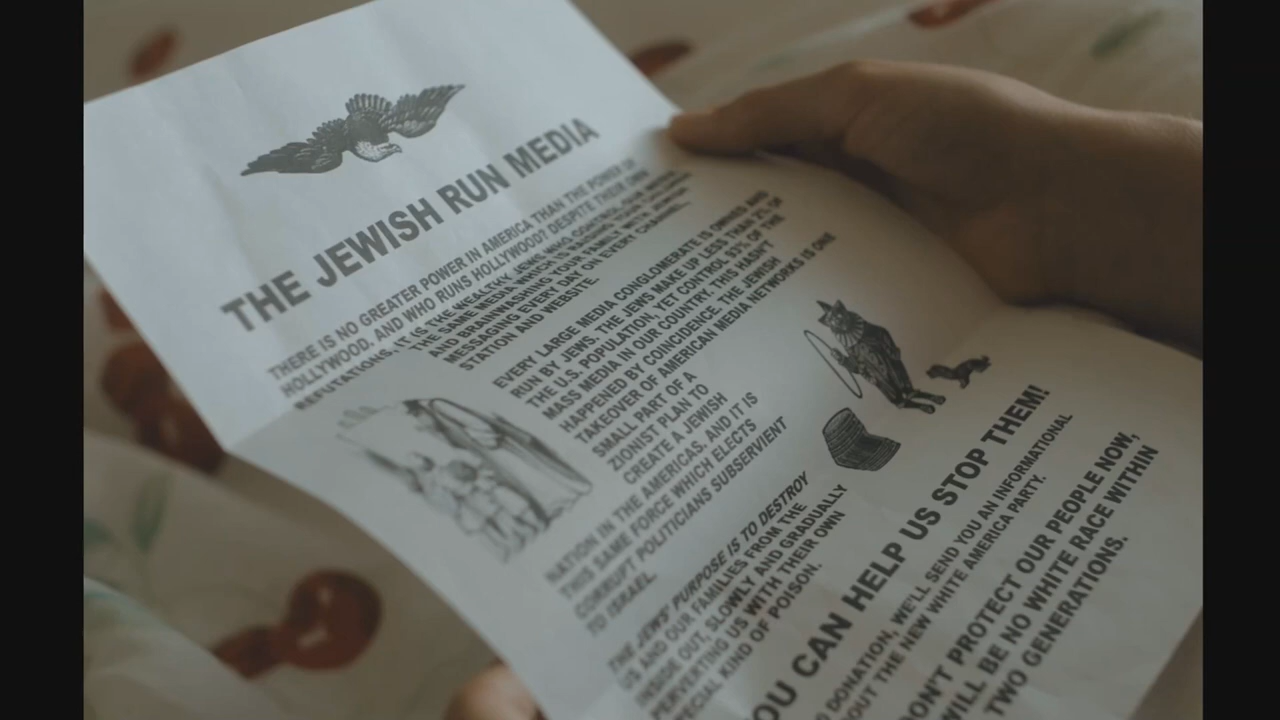 THE JEWISH RUN MEDIA
THERE IS NO GREATER POWER IN AMERICA THAN THE POWER OF
HOLLYWOOD. AND WHO RUNS HOLLYWOOD? DESPITE THEIR
REPUTATIONS, IT IS THE WEALTHY JEWS WHO CONTROL
THE SAME MEDIA WHICH IS
AND BRAINWASHING YOUR FAMILY WITH
MESSAGING EVERY DAY ON EVERY CHANNEL,
STATION AND WEBSITE.
EVERY LARGE MEDIA CONGLOMERATE IS OWNED AND
RUN BY JEWS. THE JEWS MAKE UP LESS THAN 2% OF
THE U.S. POPULATION, YET CONTROL 93% OF THE
MASS MEDIA IN OUR COUNTRY. THIS HASN'T
HAPPENED BY COINCIDENCE. THE JEWISH
TAKEOVER OF AMERICAN MEDIA NETWORKS IS ONE
SMALL PART OF A
ZIONIST PLAN TO
CREATE A JEWISH
NATION IN THE AMERICAS. AND IT IS
THIS SAME FORCE WHICH ELECTS
CORRUPT POLITICIANS SUBSERVIENT
TO ISRAEL.
THE JEWS' PURPOSE IS TO DESTROY
US AND OUR FAMILIES FROM THE
INSIDE OUT, SLOWLY AND GRADUALLY
PERVERTING US WITH THEIR OWN
SPECIAL KIND OF POISON.
YOU CAN HELP US STOP THEM!
DONATION, WE'LL SEND YOU AN INFORMATIONAL
ABOUT THE NEW WHITE AMERICA PARTY.
DON'T PROTECT OUR PEOPLE NOW,
WILL BE NO WHITE RACE WITHIN
TWO GENERATIONS.